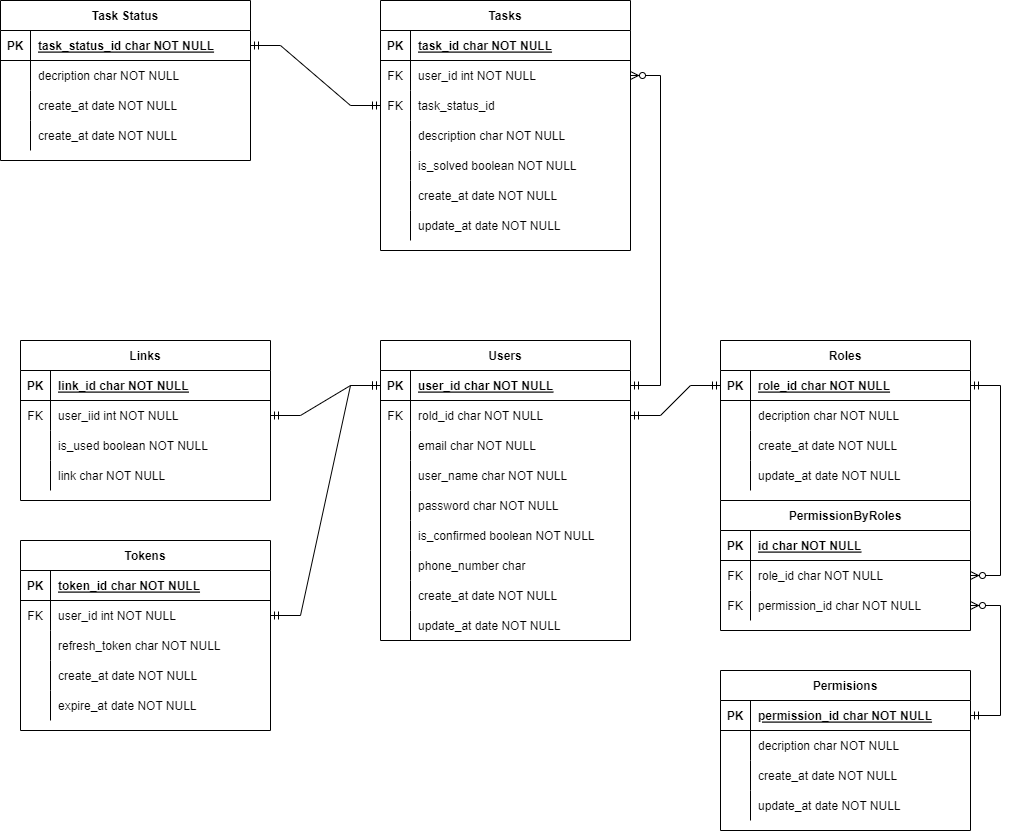 Task Status
PK task_status_id char NOT NULL
decription char NOT NULL
create_at date NOT NULL
create_at date NOT NULL
Tasks
PK task_id char NOT NULL
FK user_id int NOT NULL
FK task_status_id
description char NOT NULL
is_solved boolean NOT NULL
create_at date NOT NULL
update_at date NOT NULL
Links
PK link_id char NOT NULL
FK user_iid int NOT NULL
is_used boolean NOT NULL
link char NOT NULL
Users
PK user_id char NOT NULL
FK rold_id char NOT NULL
email char NOT NULL
user_name char NOT NULL
password char NOT NULL
is_confirmed boolean NOT NULL
phone_number char
create_at date NOT NULL
update_at date NOT NULL
Roles
PK role_id char NOT NULL
decription char NOT NULL
create_at date NOT NULL
update_at date NOT NULL
PermissionByRoles
PK id char NOT NULL
FK role_id char NOT NULL
FK permission_id char NOT NULL
Tokens
PK token_id char NOT NULL
FK user_id int NOT NULL
refresh_token char NOT NULL
create_at date NOT NULL
expire_at date NOT NULL
Permisions
PK permission_id char NOT NULL
decription char NOT NULL
create_at date NOT NULL
update_at date NOT NULL